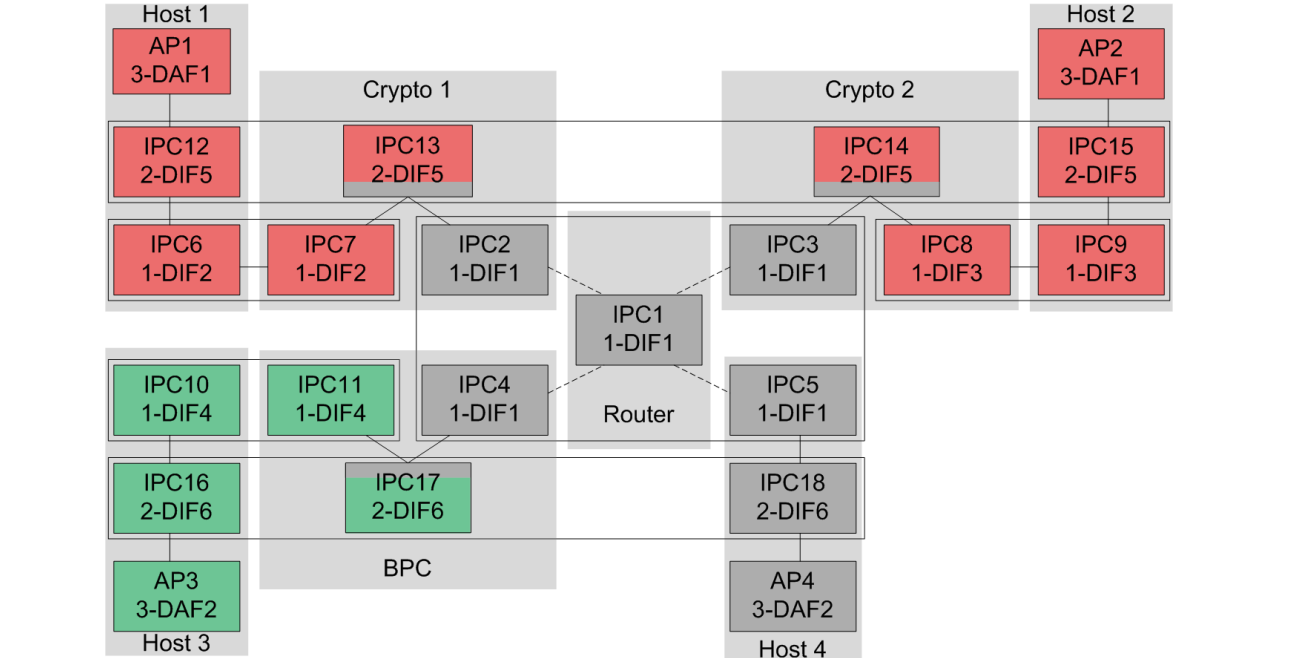 Host 1
Host 2
AP1
3-DAF1
AP2
3-DAF1
Crypto 1
Crypto 2
IPC12
2-DIF5
IPC13
2-DIF5
IPC14
2-DIF5
IPC15
2-DIF5
IPC6
1-DIF2
IPC7
1-DIF2
IPC2
1-DIF1
IPC3
1-DIF1
IPC8
1-DIF3
IPC9
1-DIF3
IPC1
1-DIF1
Router
IPC10
1-DIF4
IPC11
1-DIF4
IPC4
1-DIF1
IPC5
1-DIF1
IPC16
2-DIF6
IPC17
2-DIF6
IPC18
2-DIF6
BPC
AP3
3-DAF2
AP4
3-DAF2
Host 3
Host 4